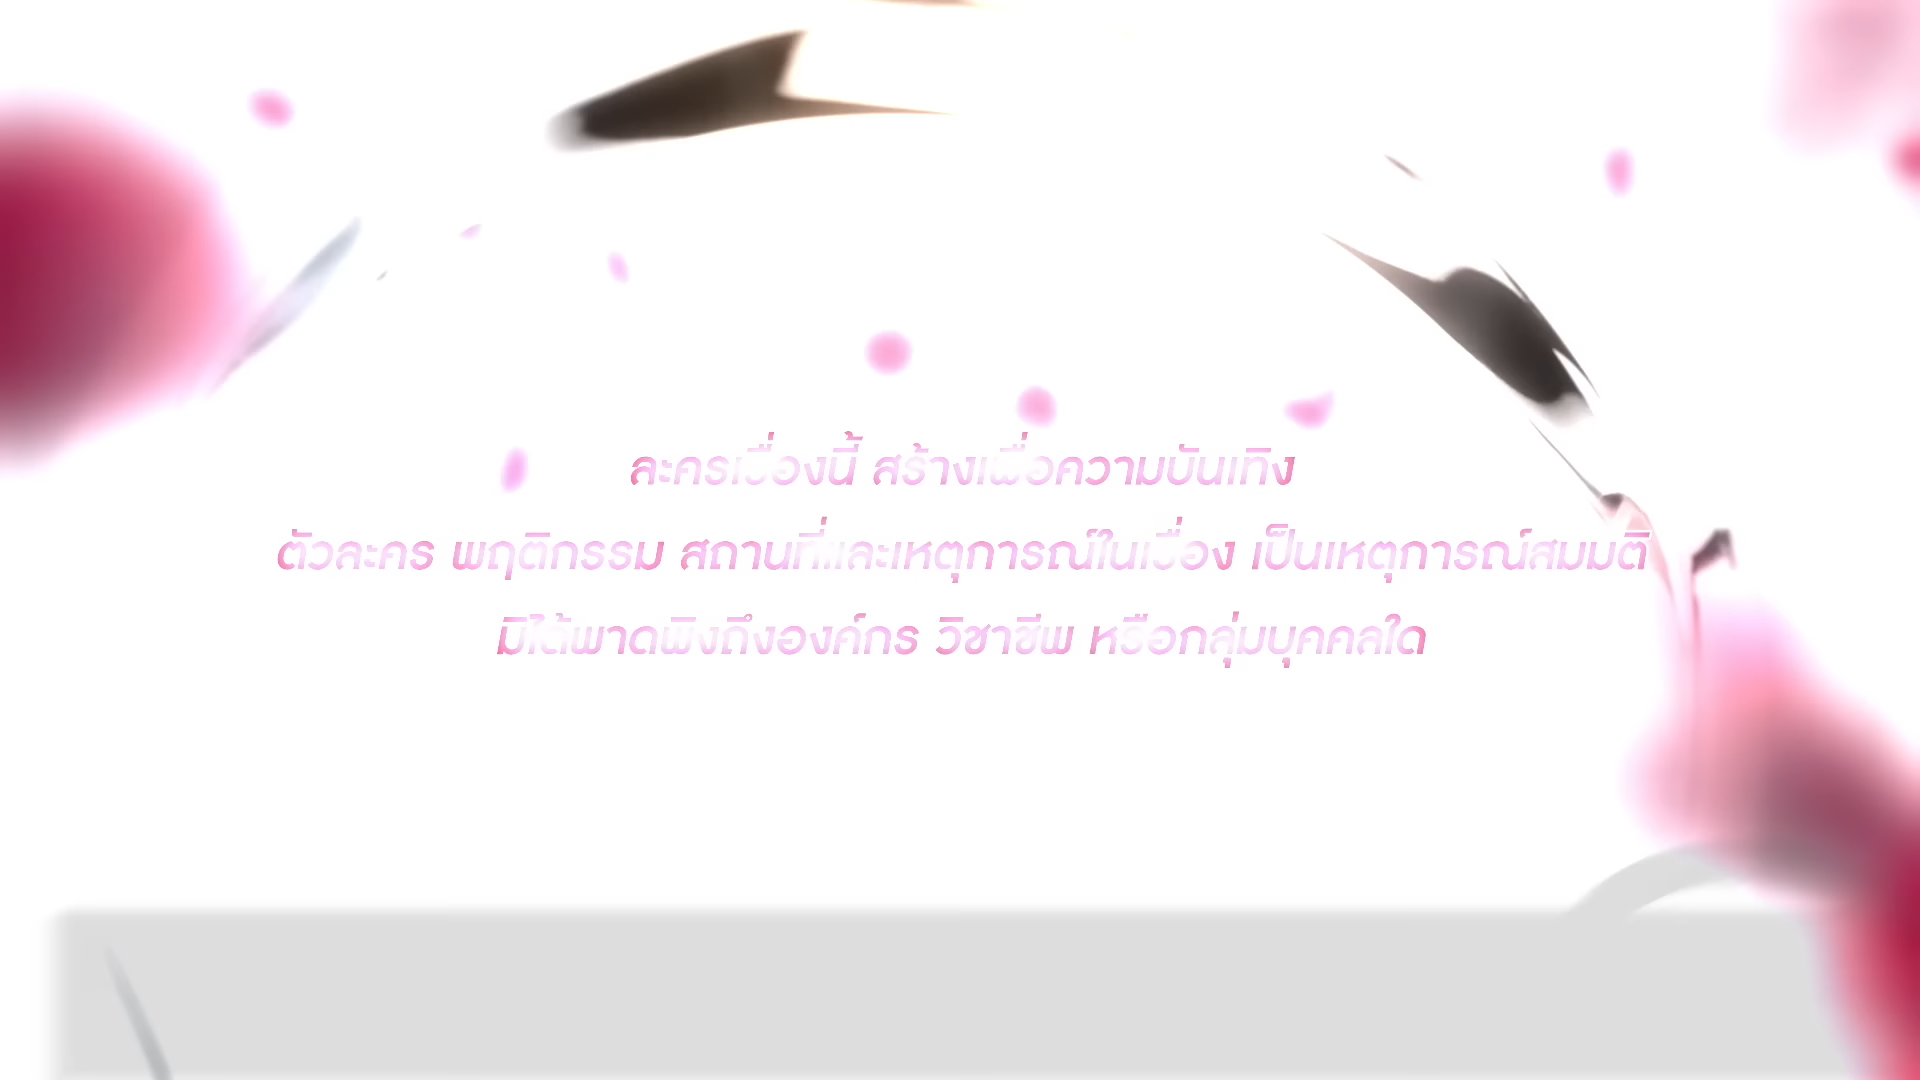 ละครเรื่องนี้ สร้างเพื่อความบันเทิง
ตัวละคร พฤติกรรม สถานที่และเหตุการณ์ในเรื่อง เป็นเหตุการณ์สมมติ
มิได้พาดพิงถึงองค์กร วิชาชีพ หรือกลุ่มบุคคลใด